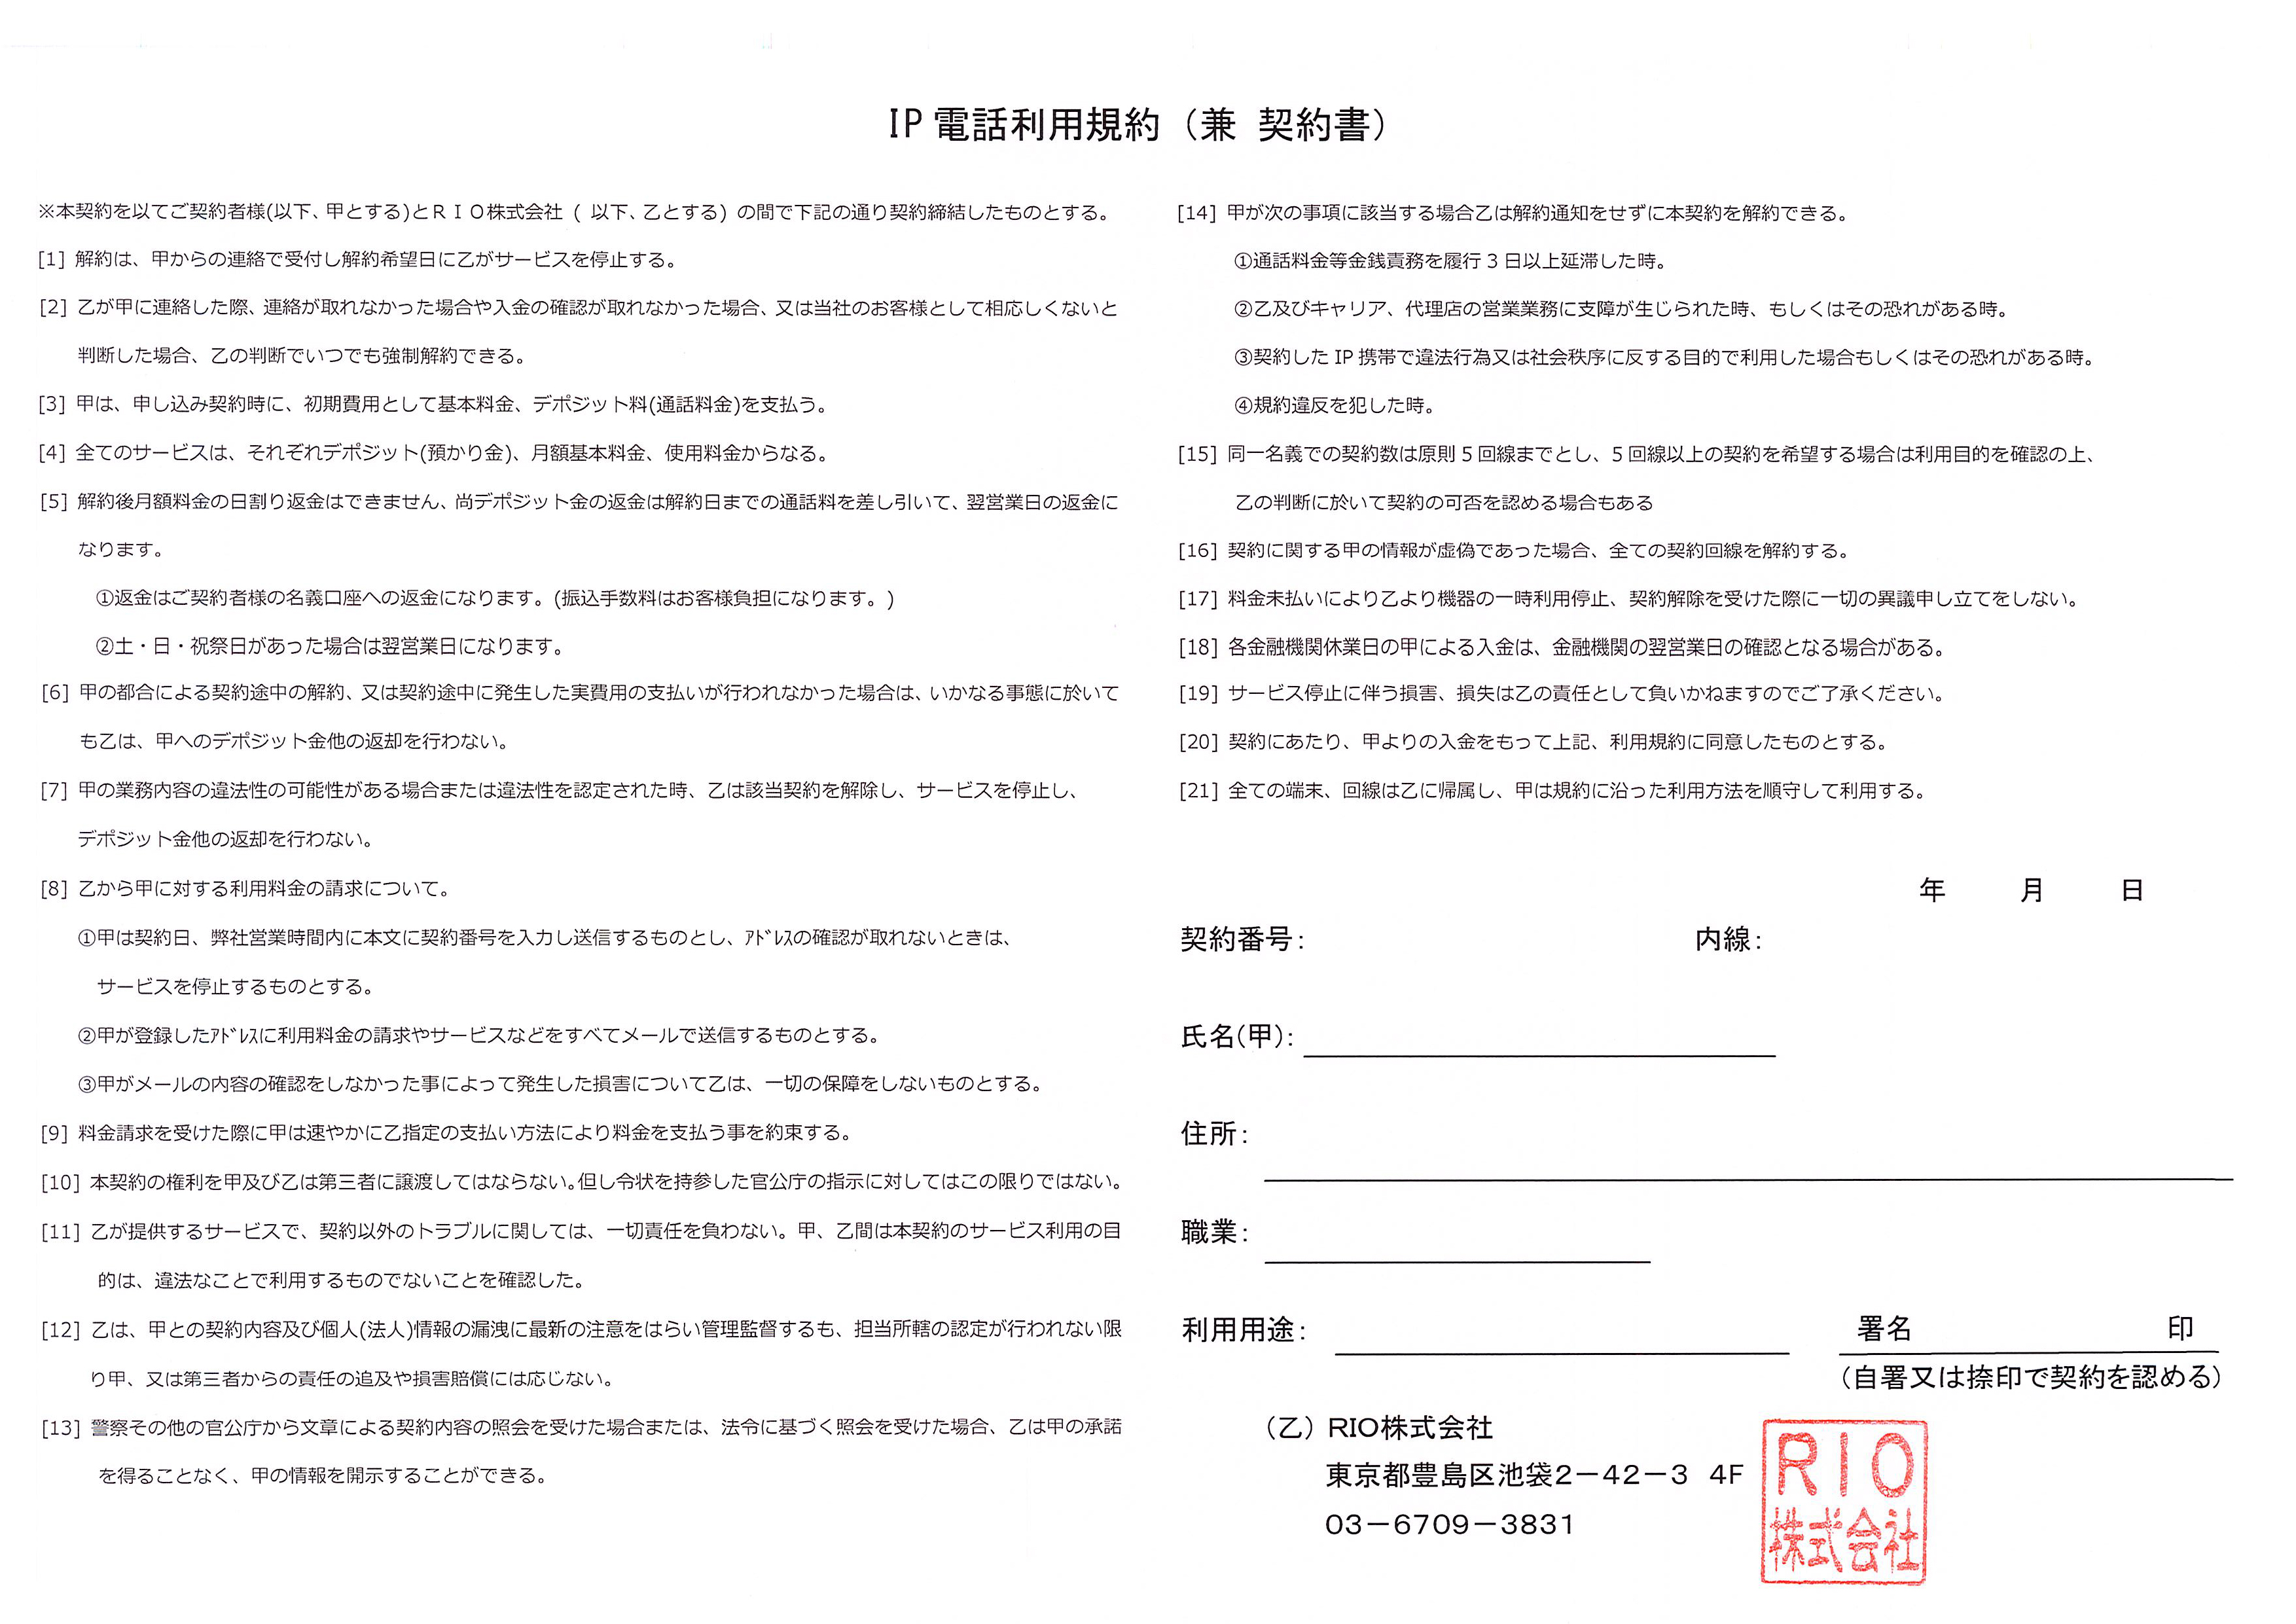 IP電話利用規約（兼 契約書）
※本契約を以てご契約者様(以下、甲とする)とＲＩＯ株式会社 ( 以下、乙とする) の間で下記の通り契約締結したものとする。
[1] 解約は、甲からの連絡で受付し解約希望日に乙がサービスを停止する。
[2] 乙が甲に連絡した際、連絡が取れなかった場合や入金の確認が取れなかった場合、又は当社のお客様として相応しくないと
判断した場合、乙の判断でいつでも強制解約できる。
[3] 甲は、申し込み契約時に、初期費用として基本料金、デポジット料(通話料金)を支払う。
[4] 全てのサービスは、それぞれデポジット(預かり金)、月額基本料金、使用料金からなる。
[5] 解約後月額料金の日割り返金はできません、尚デポジット金の返金は解約日までの通話料を差し引いて、翌営業日の返金に
なります。
①返金はご契約者様の名義口座への返金になります。(振込手数料はお客様負担になります。)
②土・日・祝祭日があった場合は翌営業日になります。
[6] 甲の都合による契約途中の解約、又は契約途中に発生した実費用の支払いが行われなかった場合は、いかなる事態に於いて
も乙は、甲へのデポジット金他の返却を行わない。
[7] 甲の業務内容の違法性の可能性がある場合または違法性を認定された時、乙は該当契約を解除し、サービスを停止し、
デポジット金他の返却を行わない。
[8] 乙から甲に対する利用料金の請求について。
①甲は契約日、弊社営業時間内に本文に契約番号を入力し送信するものとし、ｱﾄﾞﾚｽの確認が取れないときは、
サービスを停止するものとする。
②甲が登録したｱﾄﾞﾚｽに利用料金の請求やサービスなどをすべてメールで送信するものとする。
③甲がメールの内容の確認をしなかった事によって発生した損害について乙は、一切の保障をしないものとする。
[9] 料金請求を受けた際に甲は速やかに乙指定の支払い方法により料金を支払う事を約束する。
[10] 本契約の権利を甲及び乙は第三者に譲渡してはならない。但し令状を持参した官公庁の指示に対してはこの限りではない。
[11] 乙が提供するサービスで、契約以外のトラブルに関しては、一切責任を負わない。甲、乙間は本契約のサービス利用の目
的は、違法なことで利用するものでないことを確認した。
[12] 乙は、甲との契約内容及び個人(法人)情報の漏洩に最新の注意をはらい管理監督するも、担当所轄の認定が行われない限
り甲、又は第三者からの責任の追及や損害賠償には応じない。
[13] 警察その他の官公庁から文章による契約内容の照会を受けた場合または、法令に基づく照会を受けた場合、乙は甲の承諾
を得ることなく、甲の情報を開示することができる。
[14] 甲が次の事項に該当する場合乙は解約通知をせずに本契約を解約できる。
①通話料金等金銭責務を履行３日以上延滞した時。
②乙及びキャリア、代理店の営業業務に支障が生じられた時、もしくはその恐れがある時。
③契約した IP 携帯で違法行為又は社会秩序に反する目的で利用した場合もしくはその恐れがある時。
④規約違反を犯した時。
[15] 同一名義での契約数は原則５回線までとし、５回線以上の契約を希望する場合は利用目的を確認の上、
乙の判断に於いて契約の可否を認める場合もある
[16] 契約に関する甲の情報が虚偽であった場合、全ての契約回線を解約する。
[17] 料金未払いにより乙より機器の一時利用停止、契約解除を受けた際に一切の異議申し立てをしない。
[18] 各金融機関休業日の甲による入金は、金融機関の翌営業日の確認となる場合がある。
[19] サービス停止に伴う損害、損失は乙の責任として負いかねますのでご了承ください。
[20] 契約にあたり、甲よりの入金をもって上記、利用規約に同意したものとする。
[21] 全ての端末、回線は乙に帰属し、甲は規約に沿った利用方法を順守して利用する。
年 月 日
契約番号: 内線:
氏名(甲):
住所:
職業:
利用用途: 署名 印
(自署又は捺印で契約を認める)
（乙）RIO株式会社
東京都豊島区池袋２－４２－３ ４F
０３－６７０９－３８３１
RIO
株式会社